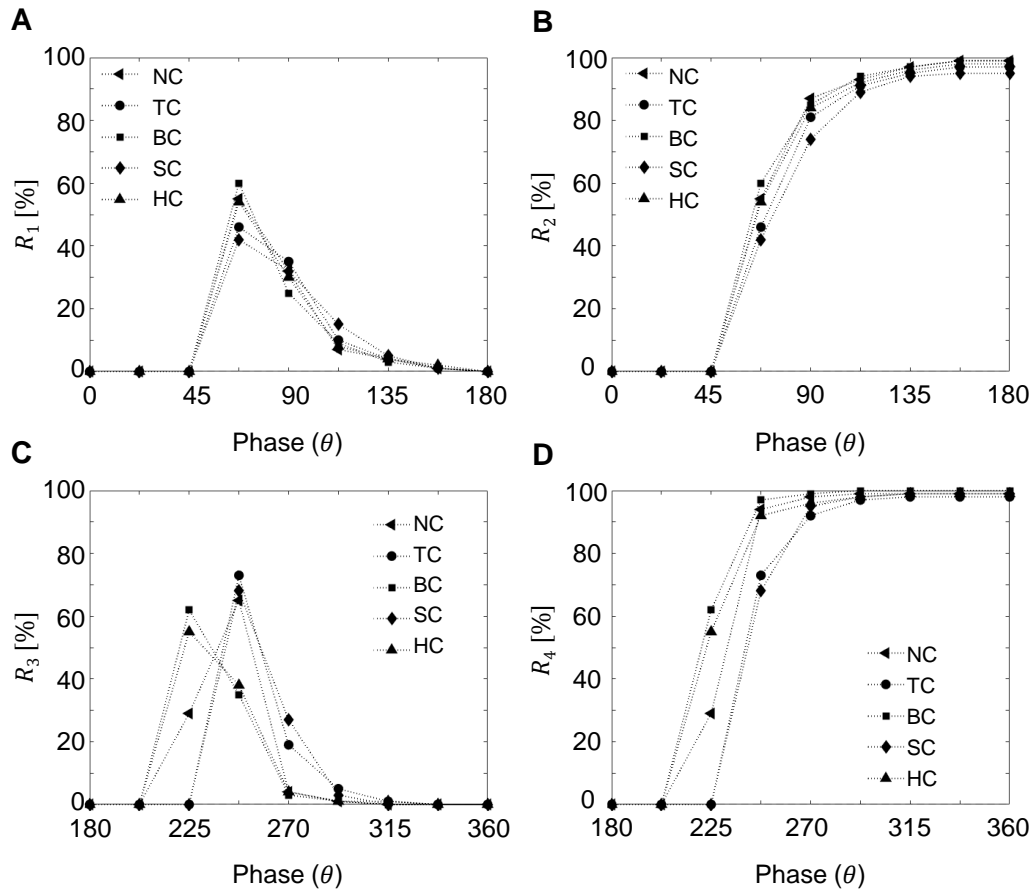 A
100
80
60
40
20
0
R₁ [%]
NC
TC
BC
SC
HC
0 45 90 135 180
Phase (θ)
B
100
80
60
40
20
0
R₂ [%]
NC
TC
BC
SC
HC
0 45 90 135 180
Phase (θ)
C
100
80
60
40
20
0
R₃ [%]
NC
TC
BC
SC
HC
180 225 270 315 360
Phase (θ)
D
100
80
60
40
20
0
R₄ [%]
NC
TC
BC
SC
HC
180 225 270 315 360
Phase (θ)